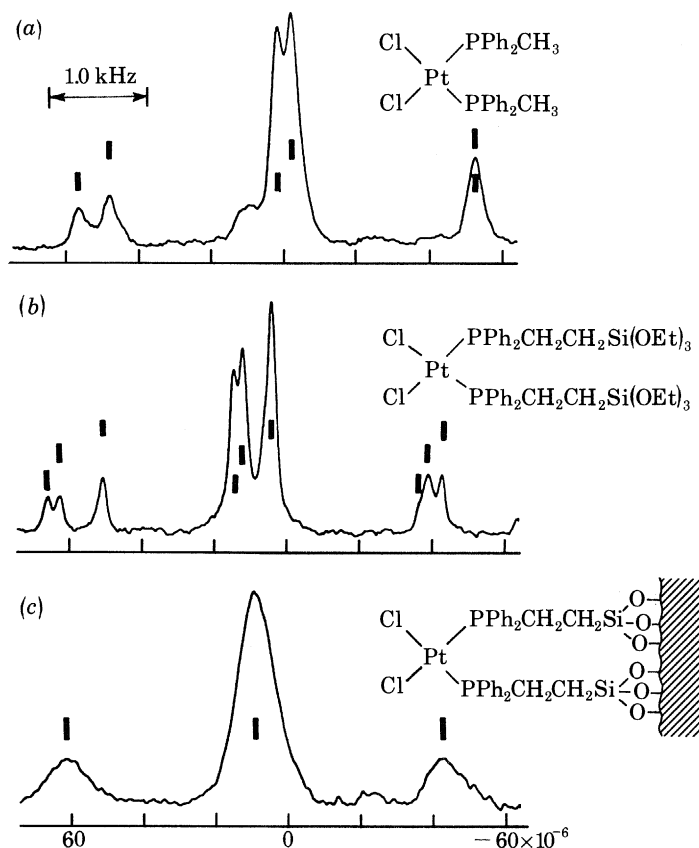 (a)
1.0 kHz
Cl PPh₂CH₃
Pt
Cl PPh₂CH₃
(b)
Cl PPh₂CH₂CH₂Si(OEt)₃
Pt
Cl PPh₂CH₂CH₂Si(OEt)₃
(c)
O
Cl PPh₂CH₂CH₂Si O
O
Pt
O
Cl PPh₂CH₂CH₂Si O
O
60 0 −60×10⁻⁶